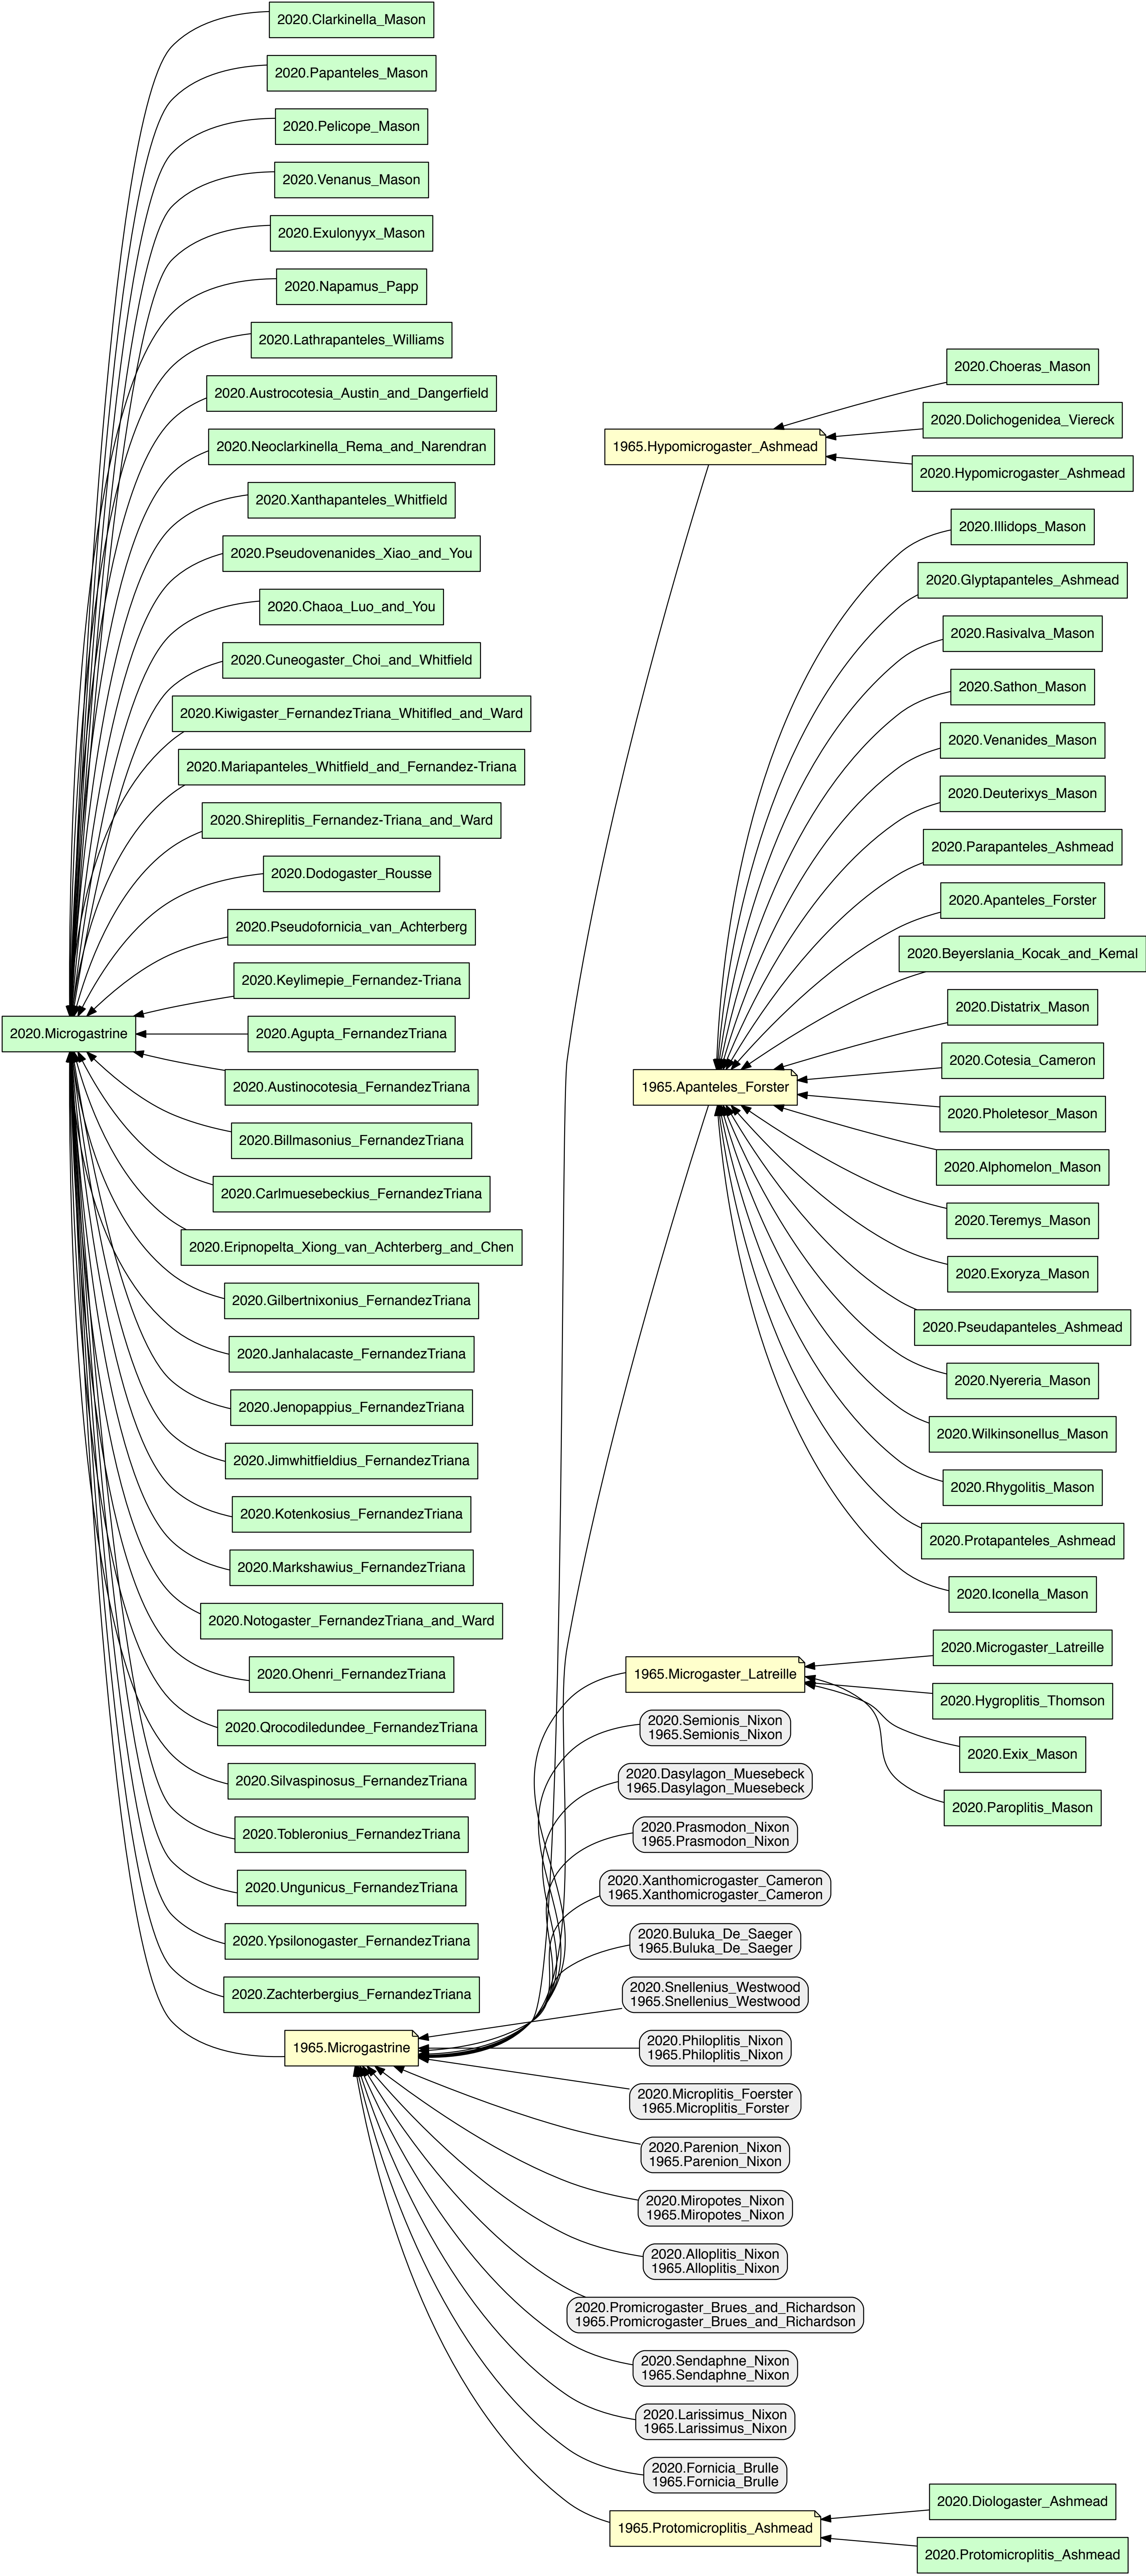 2020.Clarkinella_Mason
2020.Papanteles_Mason
2020.Pelicope_Mason
2020.Venanus_Mason
2020.Exulonyyx_Mason
2020.Napamus_Papp
2020.Lathrapanteles_Williams
2020.Austrocotesia_Austin_and_Dangerfield
2020.Neoclarkinella_Rema_and_Narendran
2020.Xanthapanteles_Whitfield
2020.Pseudovenanides_Xiao_and_You
2020.Chaoa_Luo_and_You
2020.Cuneogaster_Choi_and_Whitfield
2020.Kiwigaster_FernandezTriana_Whitifled_and_Ward
2020.Mariapanteles_Whitfield_and_Fernandez-Triana
2020.Shireplitis_Fernandez-Triana_and_Ward
2020.Dodogaster_Rousse
2020.Pseudofornicia_van_Achterberg
2020.Keylimepie_Fernandez-Triana
2020.Microgastrine
2020.Agupta_FernandezTriana
2020.Austinocotesia_FernandezTriana
2020.Billmasonius_FernandezTriana
2020.Carlmuesebeckius_FernandezTriana
2020.Eripnopelta_Xiong_van_Achterberg_and_Chen
2020.Gilbertnixonius_FernandezTriana
2020.Janhalacaste_FernandezTriana
2020.Jenopappius_FernandezTriana
2020.Jimwhitfieldius_FernandezTriana
2020.Kotenkosius_FernandezTriana
2020.Markshawius_FernandezTriana
2020.Notogaster_FernandezTriana_and_Ward
2020.Ohenri_FernandezTriana
2020.Qrocodiledundee_FernandezTriana
2020.Silvaspinosus_FernandezTriana
2020.Tobleronius_FernandezTriana
2020.Ungunicus_FernandezTriana
2020.Ypsilonogaster_FernandezTriana
2020.Zachterbergius_FernandezTriana
1965.Microgastrine
1965.Hypomicrogaster_Ashmead
1965.Apanteles_Forster
1965.Microgaster_Latreille
2020.Semionis_Nixon
1965.Semionis_Nixon
2020.Dasylagon_Muesebeck
1965.Dasylagon_Muesebeck
2020.Prasmodon_Nixon
1965.Prasmodon_Nixon
2020.Xanthomicrogaster_Cameron
1965.Xanthomicrogaster_Cameron
2020.Buluka_De_Saeger
1965.Buluka_De_Saeger
2020.Snellenius_Westwood
1965.Snellenius_Westwood
2020.Philoplitis_Nixon
1965.Philoplitis_Nixon
2020.Microplitis_Foerster
1965.Microplitis_Forster
2020.Parenion_Nixon
1965.Parenion_Nixon
2020.Miropotes_Nixon
1965.Miropotes_Nixon
2020.Alloplitis_Nixon
1965.Alloplitis_Nixon
2020.Promicrogaster_Brues_and_Richardson
1965.Promicrogaster_Brues_and_Richardson
2020.Sendaphne_Nixon
1965.Sendaphne_Nixon
2020.Larissimus_Nixon
1965.Larissimus_Nixon
2020.Fornicia_Brulle
1965.Fornicia_Brulle
1965.Protomicroplitis_Ashmead
2020.Choeras_Mason
2020.Dolichogenidea_Viereck
2020.Hypomicrogaster_Ashmead
2020.Illidops_Mason
2020.Glyptapanteles_Ashmead
2020.Rasivalva_Mason
2020.Sathon_Mason
2020.Venanides_Mason
2020.Deuterixys_Mason
2020.Parapanteles_Ashmead
2020.Apanteles_Forster
2020.Beyerslania_Kocak_and_Kemal
2020.Distatrix_Mason
2020.Cotesia_Cameron
2020.Pholetesor_Mason
2020.Alphomelon_Mason
2020.Teremys_Mason
2020.Exoryza_Mason
2020.Pseudapanteles_Ashmead
2020.Nyereria_Mason
2020.Wilkinsonellus_Mason
2020.Rhygolitis_Mason
2020.Protapanteles_Ashmead
2020.Iconella_Mason
2020.Microgaster_Latreille
2020.Hygroplitis_Thomson
2020.Exix_Mason
2020.Paroplitis_Mason
2020.Diologaster_Ashmead
2020.Protomicroplitis_Ashmead